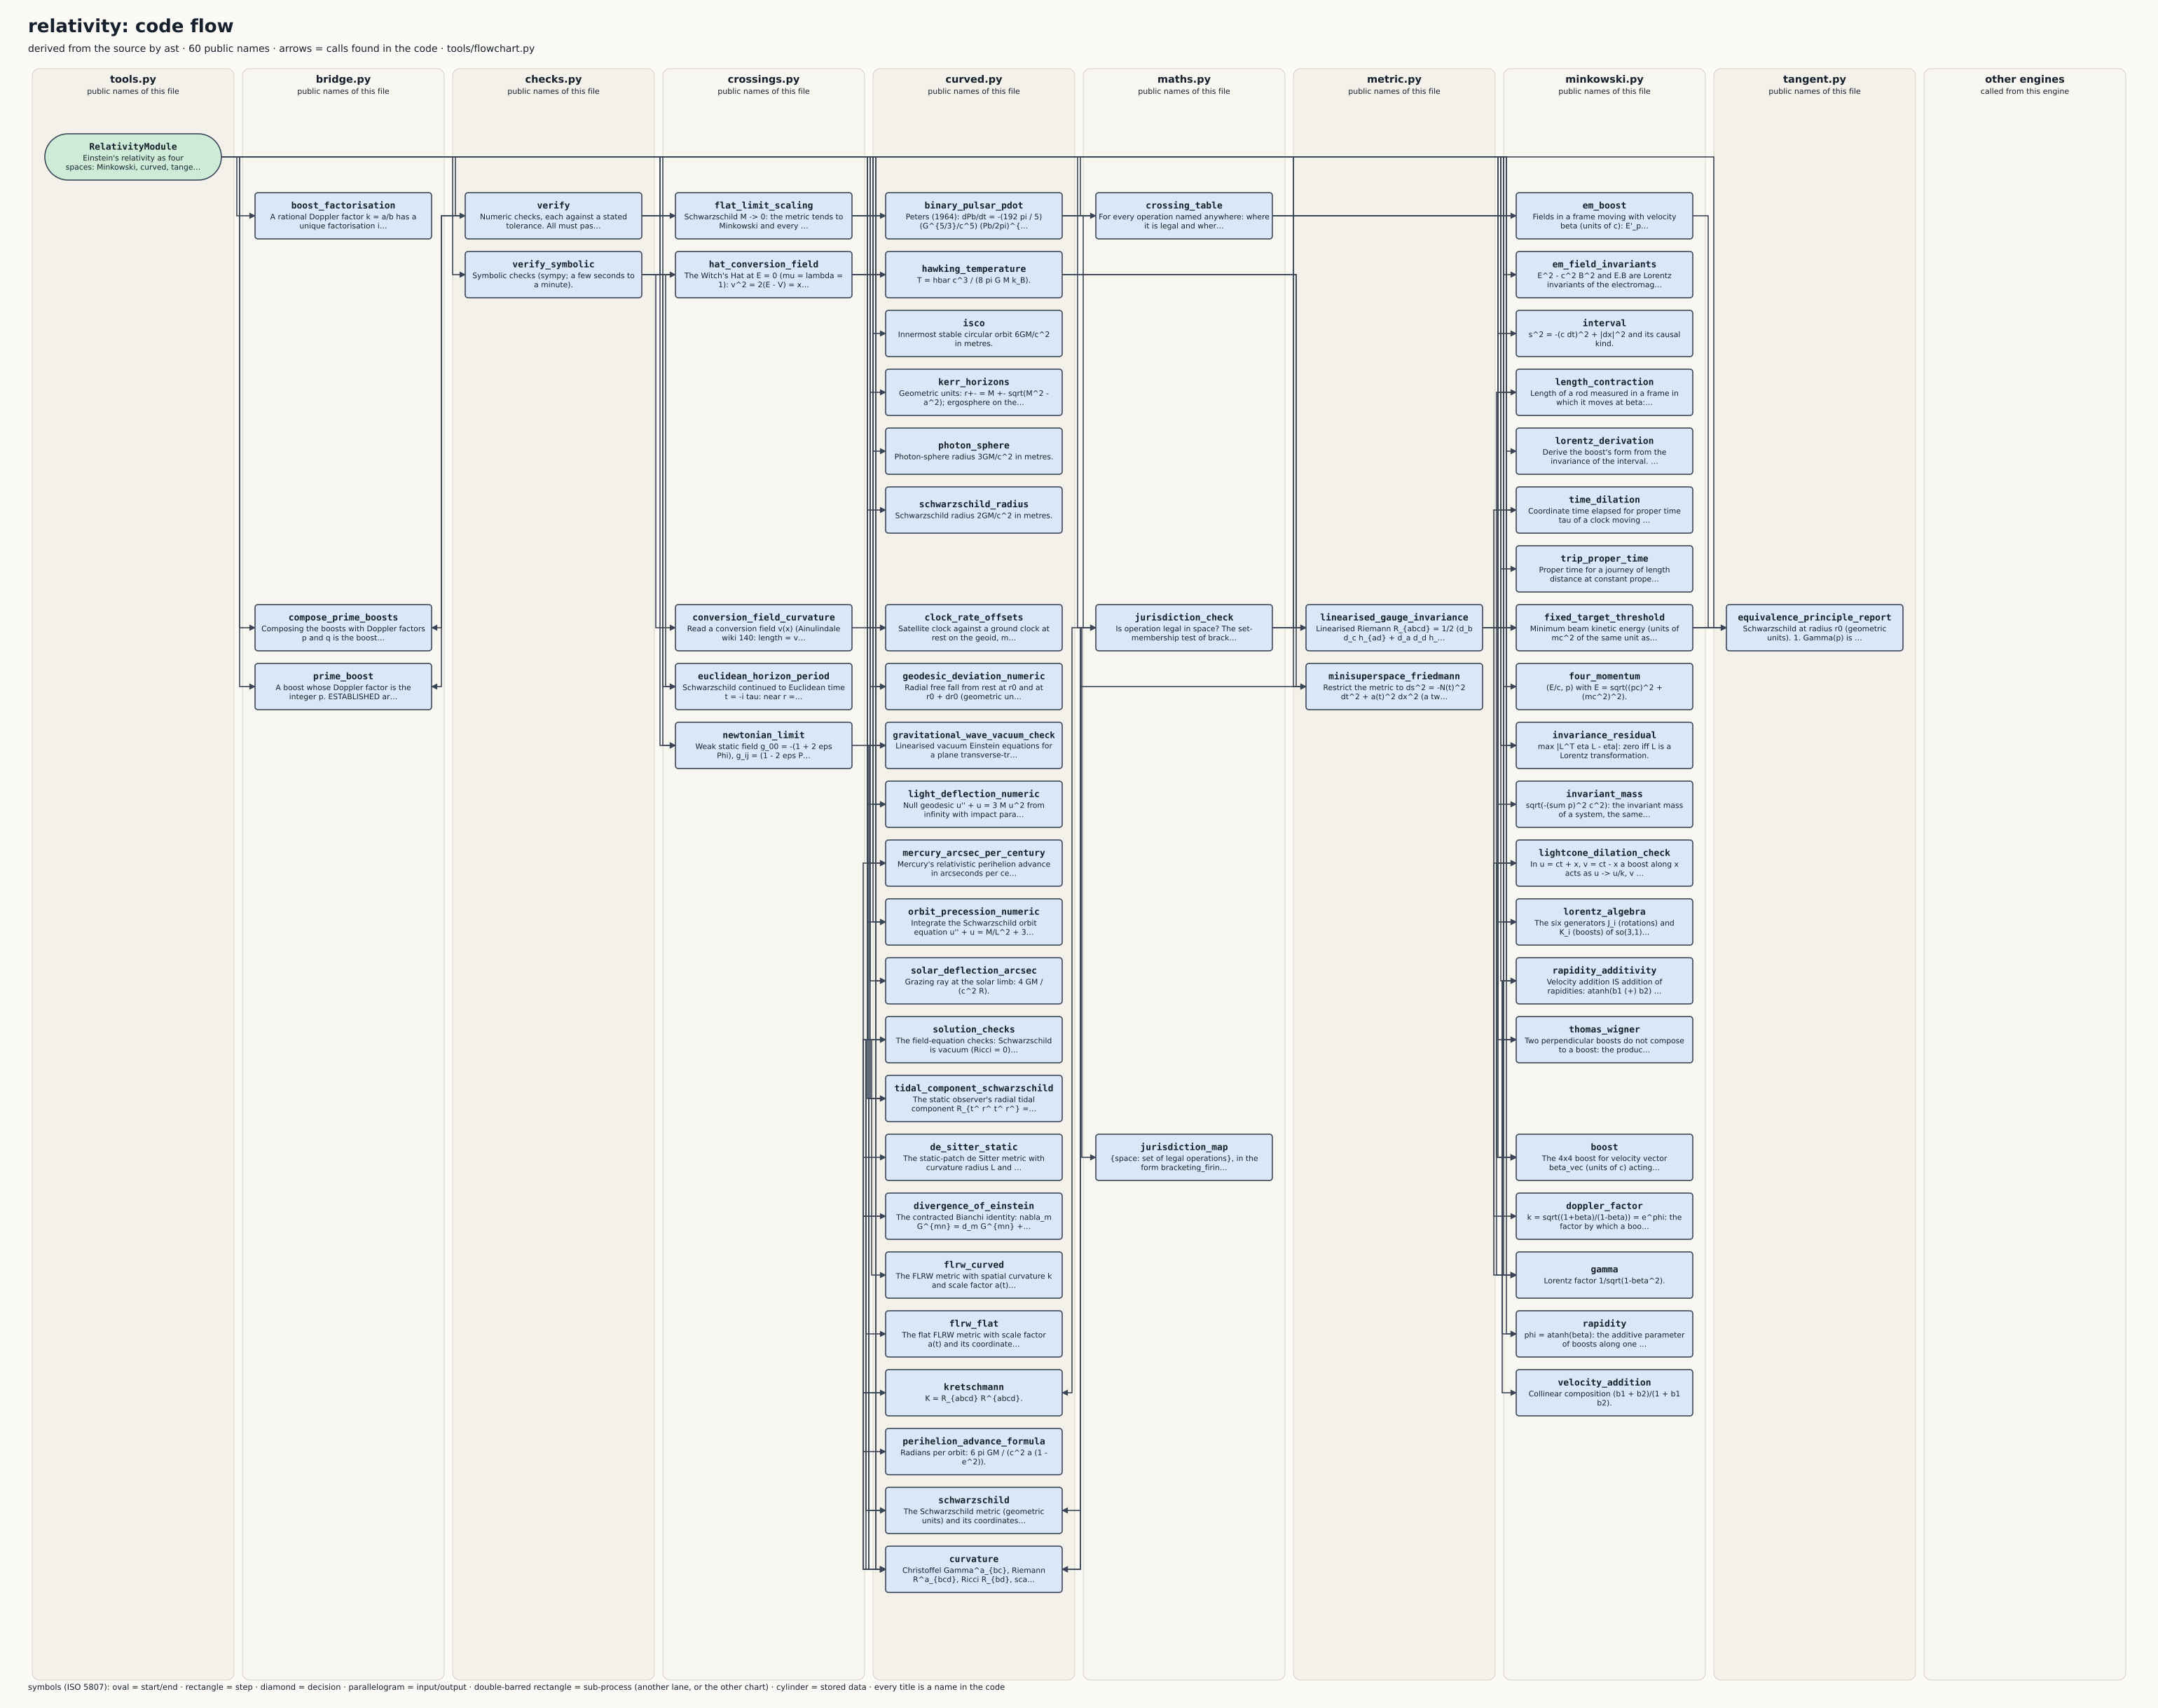 relativity: code flow
derived from the source by ast · 60 public names · arrows = calls found in the code · tools/flowchart.py
tools.py
public names of this file
RelativityModule
Einstein's relativity as four
spaces: Minkowski, curved, tange...
bridge.py
public names of this file
boost_factorisation
A rational Doppler factor k = a/b has a
unique factorisation i...
compose_prime_boosts
Composing the boosts with Doppler factors
p and q is the boost...
prime_boost
A boost whose Doppler factor is the
integer p. ESTABLISHED ar...
checks.py
public names of this file
verify
Numeric checks, each against a stated
tolerance. All must pas...
verify_symbolic
Symbolic checks (sympy; a few seconds to
a minute).
crossings.py
public names of this file
flat_limit_scaling
Schwarzschild M -> 0: the metric tends to
Minkowski and every ...
hat_conversion_field
The Witch's Hat at E = 0 (mu = lambda =
1): v^2 = 2(E - V) = x...
conversion_field_curvature
Read a conversion field v(x) (Ainulindale
wiki 140: length = v...
euclidean_horizon_period
Schwarzschild continued to Euclidean time
t = -i tau: near r =...
newtonian_limit
Weak static field g_00 = -(1 + 2 eps
Phi), g_ij = (1 - 2 eps P...
curved.py
public names of this file
binary_pulsar_pdot
Peters (1964): dPb/dt = -(192 pi / 5)
(G^{5/3}/c^5) (Pb/2pi)^{...
hawking_temperature
T = hbar c^3 / (8 pi G M k_B).
isco
Innermost stable circular orbit 6GM/c^2
in metres.
kerr_horizons
Geometric units: r+- = M +- sqrt(M^2 -
a^2); ergosphere on the...
photon_sphere
Photon-sphere radius 3GM/c^2 in metres.
schwarzschild_radius
Schwarzschild radius 2GM/c^2 in metres.
clock_rate_offsets
Satellite clock against a ground clock at
rest on the geoid, m...
geodesic_deviation_numeric
Radial free fall from rest at r0 and at
r0 + dr0 (geometric un...
gravitational_wave_vacuum_check
Linearised vacuum Einstein equations for
a plane transverse-tr...
light_deflection_numeric
Null geodesic u'' + u = 3 M u^2 from
infinity with impact para...
mercury_arcsec_per_century
Mercury's relativistic perihelion advance
in arcseconds per ce...
orbit_precession_numeric
Integrate the Schwarzschild orbit
equation u'' + u = M/L^2 + 3...
solar_deflection_arcsec
Grazing ray at the solar limb: 4 GM /
(c^2 R).
solution_checks
The field-equation checks: Schwarzschild
is vacuum (Ricci = 0)...
tidal_component_schwarzschild
The static observer's radial tidal
component R_{t^ r^ t^ r^} =...
de_sitter_static
The static-patch de Sitter metric with
curvature radius L and ...
divergence_of_einstein
The contracted Bianchi identity: nabla_m
G^{mn} = d_m G^{mn} +...
flrw_curved
The FLRW metric with spatial curvature k
and scale factor a(t)...
flrw_flat
The flat FLRW metric with scale factor
a(t) and its coordinate...
kretschmann
K = R_{abcd} R^{abcd}.
perihelion_advance_formula
Radians per orbit: 6 pi GM / (c^2 a (1 -
e^2)).
schwarzschild
The Schwarzschild metric (geometric
units) and its coordinates...
curvature
Christoffel Gamma^a_{bc}, Riemann
R^a_{bcd}, Ricci R_{bd}, sca...
maths.py
public names of this file
crossing_table
For every operation named anywhere: where
it is legal and wher...
jurisdiction_check
Is operation legal in space? The set-
membership test of brack...
jurisdiction_map
{space: set of legal operations}, in the
form bracketing_firin...
metric.py
public names of this file
linearised_gauge_invariance
Linearised Riemann R_{abcd} = 1/2 (d_b
d_c h_{ad} + d_a d_d h_...
minisuperspace_friedmann
Restrict the metric to ds^2 = -N(t)^2
dt^2 + a(t)^2 dx^2 (a tw...
minkowski.py
public names of this file
em_boost
Fields in a frame moving with velocity
beta (units of c): E'_p...
em_field_invariants
E^2 - c^2 B^2 and E.B are Lorentz
invariants of the electromag...
interval
s^2 = -(c dt)^2 + |dx|^2 and its causal
kind.
length_contraction
Length of a rod measured in a frame in
which it moves at beta:...
lorentz_derivation
Derive the boost's form from the
invariance of the interval. ...
time_dilation
Coordinate time elapsed for proper time
tau of a clock moving ...
trip_proper_time
Proper time for a journey of length
distance at constant prope...
fixed_target_threshold
Minimum beam kinetic energy (units of
mc^2 of the same unit as...
four_momentum
(E/c, p) with E = sqrt((pc)^2 +
(mc^2)^2).
invariance_residual
max |L^T eta L - eta|: zero iff L is a
Lorentz transformation.
invariant_mass
sqrt(-(sum p)^2 c^2): the invariant mass
of a system, the same...
lightcone_dilation_check
In u = ct + x, v = ct - x a boost along x
acts as u -> u/k, v ...
lorentz_algebra
The six generators J_i (rotations) and
K_i (boosts) of so(3,1)...
rapidity_additivity
Velocity addition IS addition of
rapidities: atanh(b1 (+) b2) ...
thomas_wigner
Two perpendicular boosts do not compose
to a boost: the produc...
boost
The 4x4 boost for velocity vector
beta_vec (units of c) acting...
doppler_factor
k = sqrt((1+beta)/(1-beta)) = e^phi: the
factor by which a boo...
gamma
Lorentz factor 1/sqrt(1-beta^2).
rapidity
phi = atanh(beta): the additive parameter
of boosts along one ...
velocity_addition
Collinear composition (b1 + b2)/(1 + b1
b2).
tangent.py
public names of this file
equivalence_principle_report
Schwarzschild at radius r0 (geometric
units). 1. Gamma(p) is ...
other engines
called from this engine
symbols (ISO 5807): oval = start/end · rectangle = step · diamond = decision · parallelogram = input/output · double-barred rectangle = sub-process (another lane, or the other chart) · cylinder = stored data · every title is a name in the code